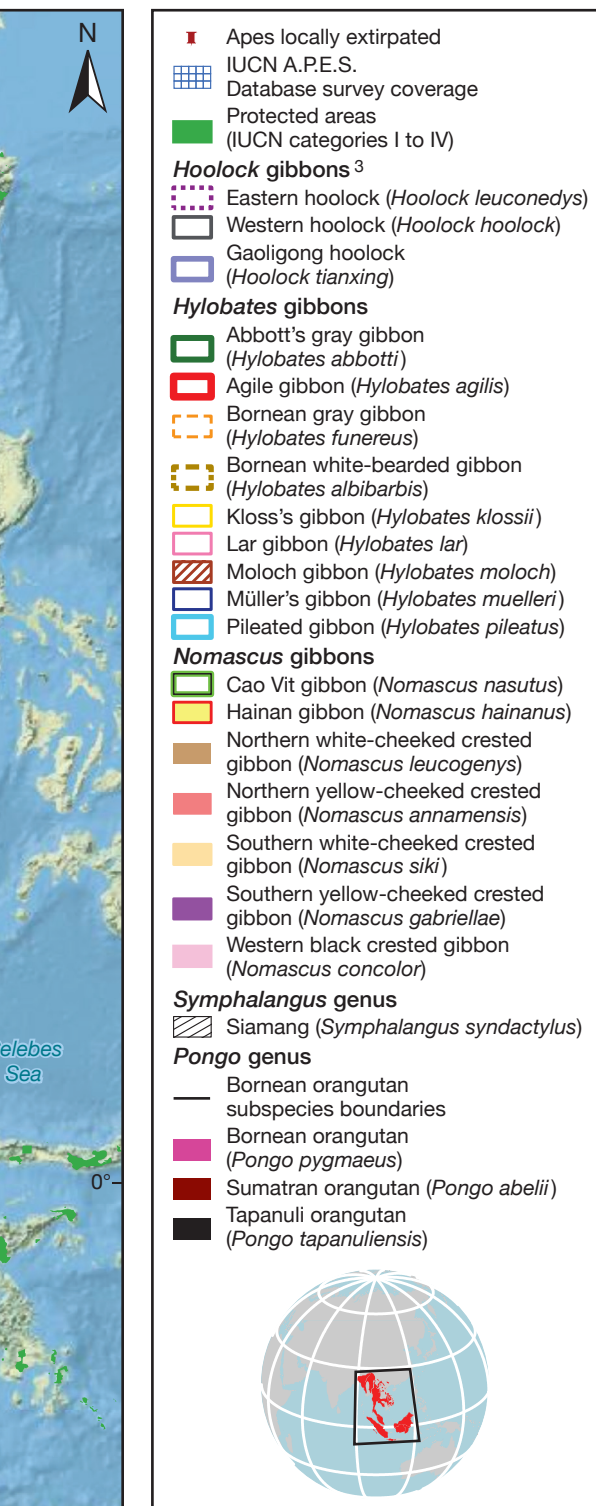 N
elebes
Sea
0°
Apes locally extirpated
IUCN A.P.E.S.
Database survey coverage
Protected areas
(IUCN categories I to IV)
Hoolock gibbons 3
Eastern hoolock (Hoolock leuconedys)
Western hoolock (Hoolock hoolock)
Gaoligong hoolock
(Hoolock tianxing)
Hylobates gibbons
Abbott's gray gibbon
(Hylobates abbotti)
Agile gibbon (Hylobates agilis)
Bornean gray gibbon
(Hylobates funereus)
Bornean white-bearded gibbon
(Hylobates albibarbis)
Kloss's gibbon (Hylobates klossii)
Lar gibbon (Hylobates lar)
Moloch gibbon (Hylobates moloch)
Müller's gibbon (Hylobates muelleri)
Pileated gibbon (Hylobates pileatus)
Nomascus gibbons
Cao Vit gibbon (Nomascus nasutus)
Hainan gibbon (Nomascus hainanus)
Northern white-cheeked crested
gibbon (Nomascus leucogenys)
Northern yellow-cheeked crested
gibbon (Nomascus annamensis)
Southern white-cheeked crested
gibbon (Nomascus siki)
Southern yellow-cheeked crested
gibbon (Nomascus gabriellae)
Western black crested gibbon
(Nomascus concolor)
Symphalangus genus
Siamang (Symphalangus syndactylus)
Pongo genus
Bornean orangutan
subspecies boundaries
Bornean orangutan
(Pongo pygmaeus)
Sumatran orangutan (Pongo abelii)
Tapanuli orangutan
(Pongo tapanuliensis)